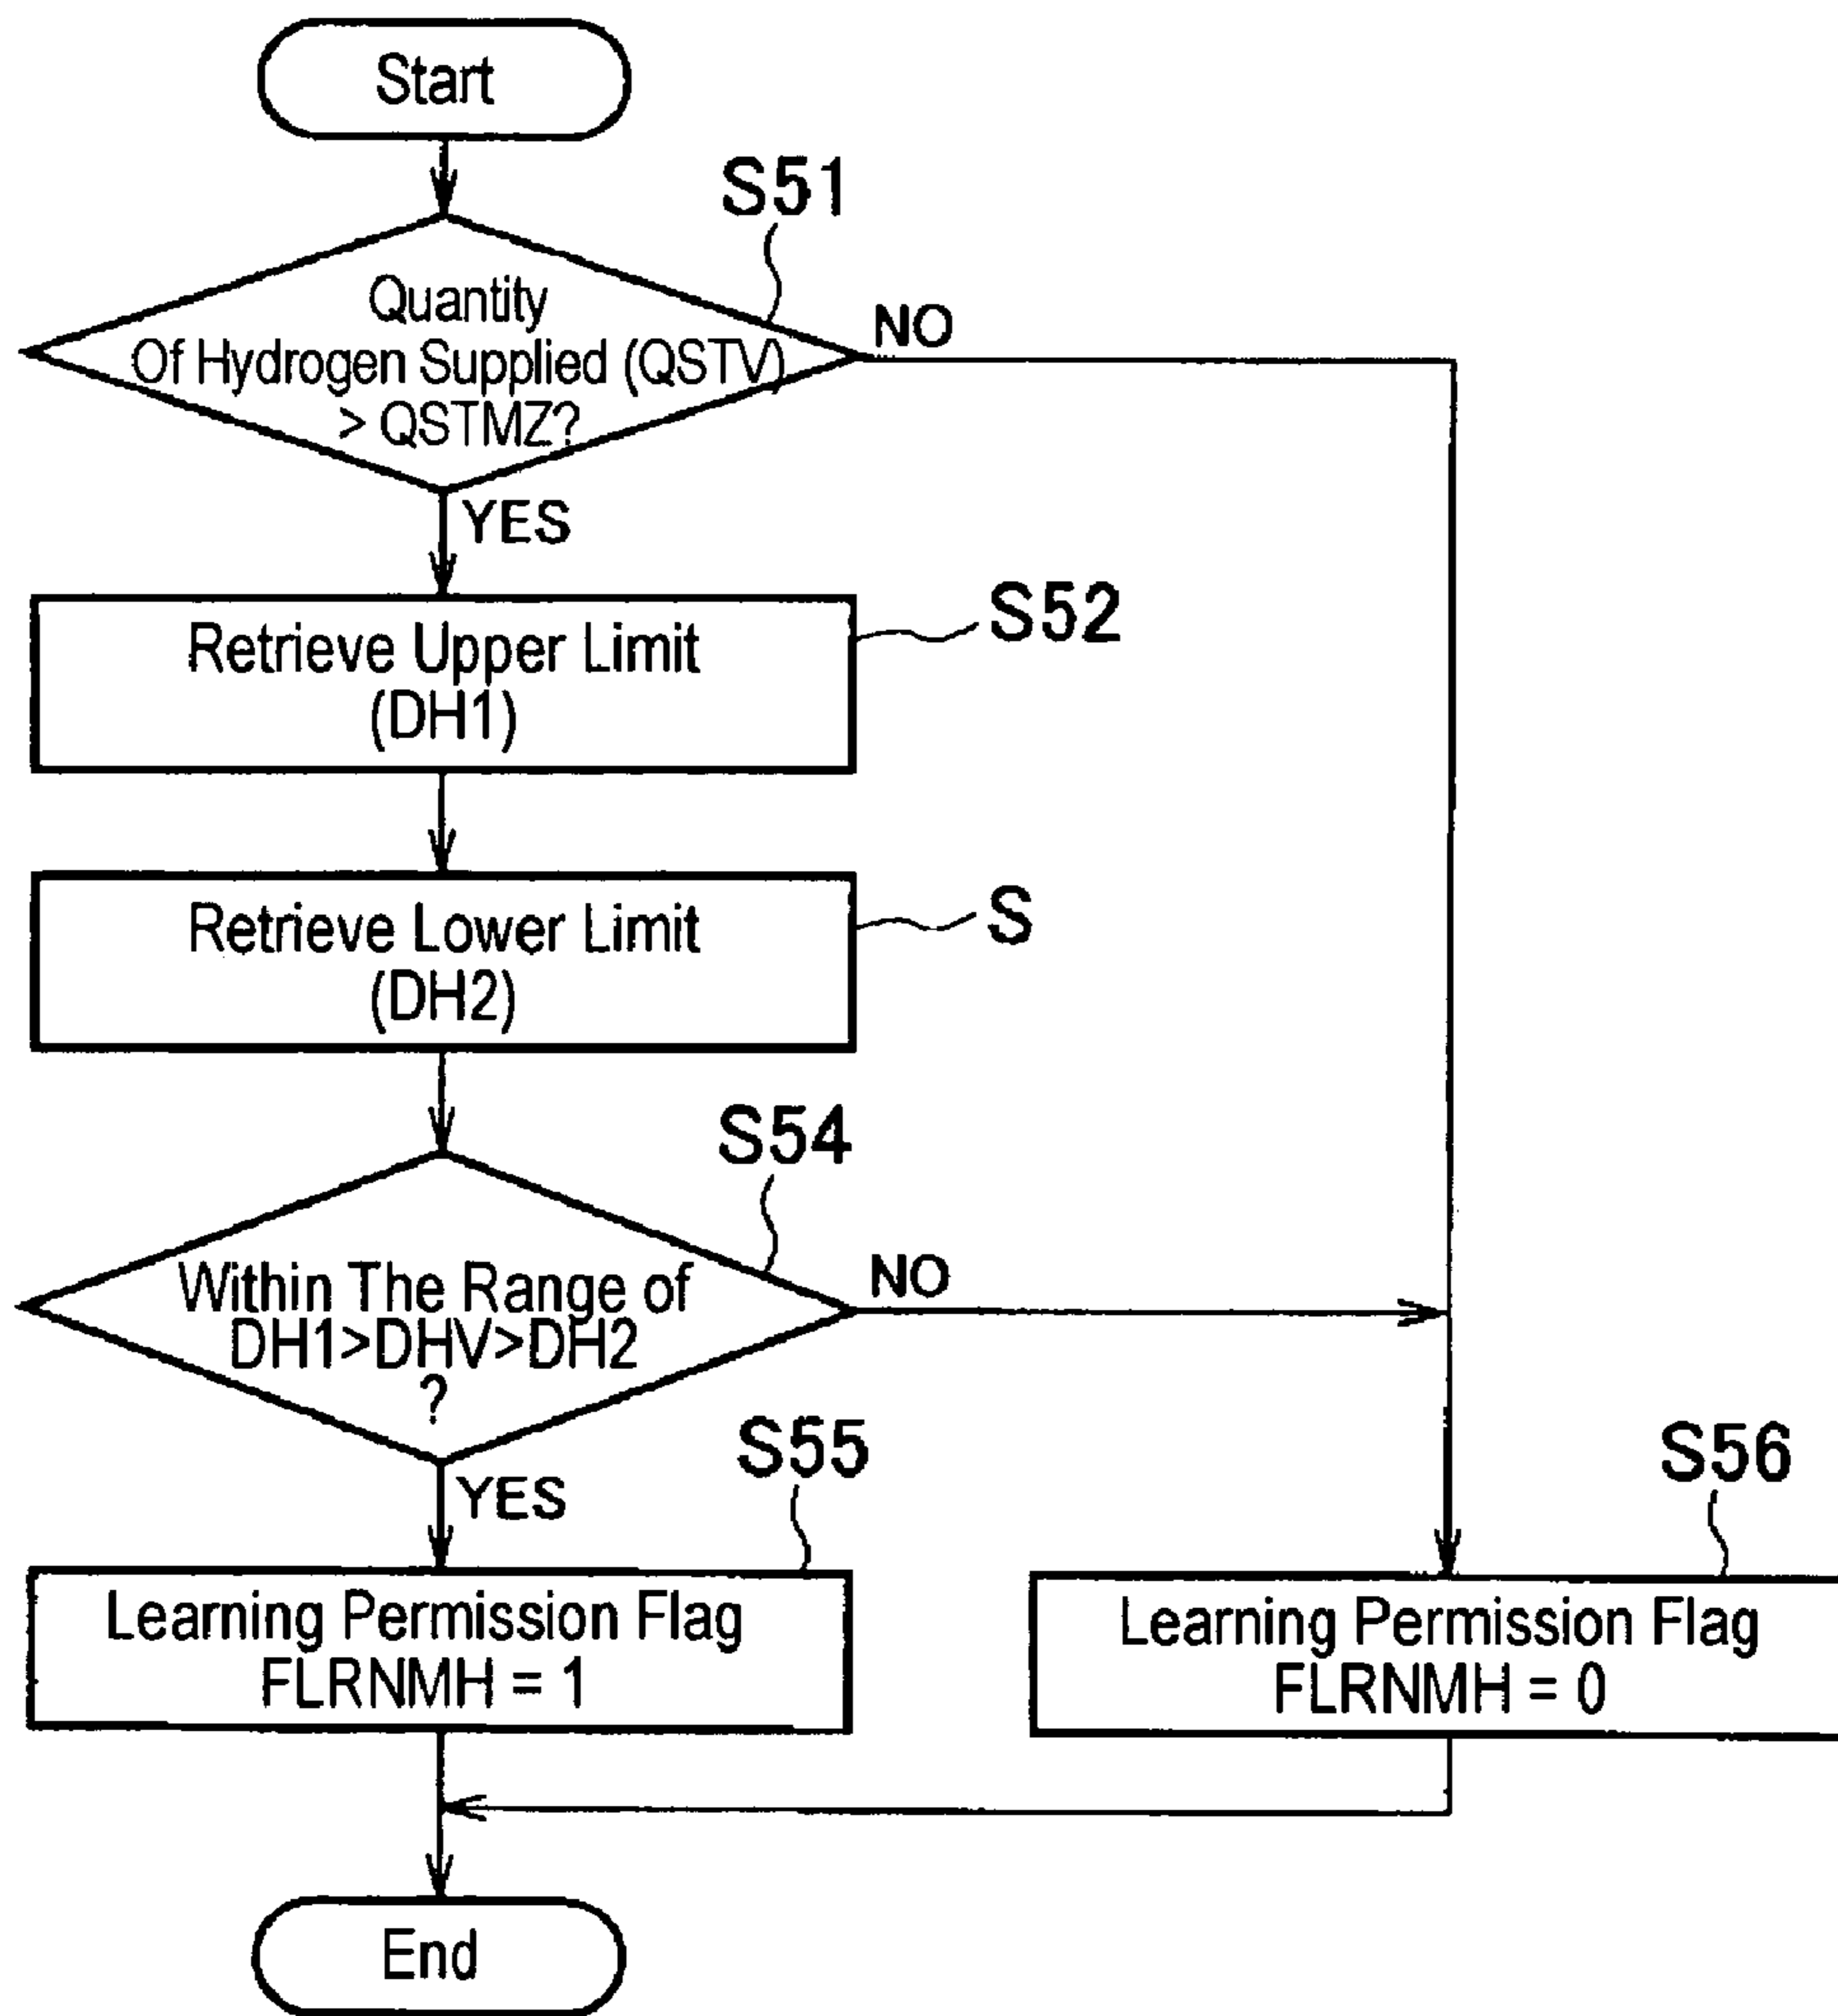 Start
S51
Quantity
Of Hydrogen Supplied (QSTV)
> QSTMZ?
NO
YES
Retrieve Upper Limit
(DH1)
S52
Retrieve Lower Limit
(DH2)
S
S54
Within The Range of
DH1>DHV>DH2
?
NO
YES
S55
Learning Permission Flag
FLRNMH = 1
S56
Learning Permission Flag
FLRNMH = 0
End